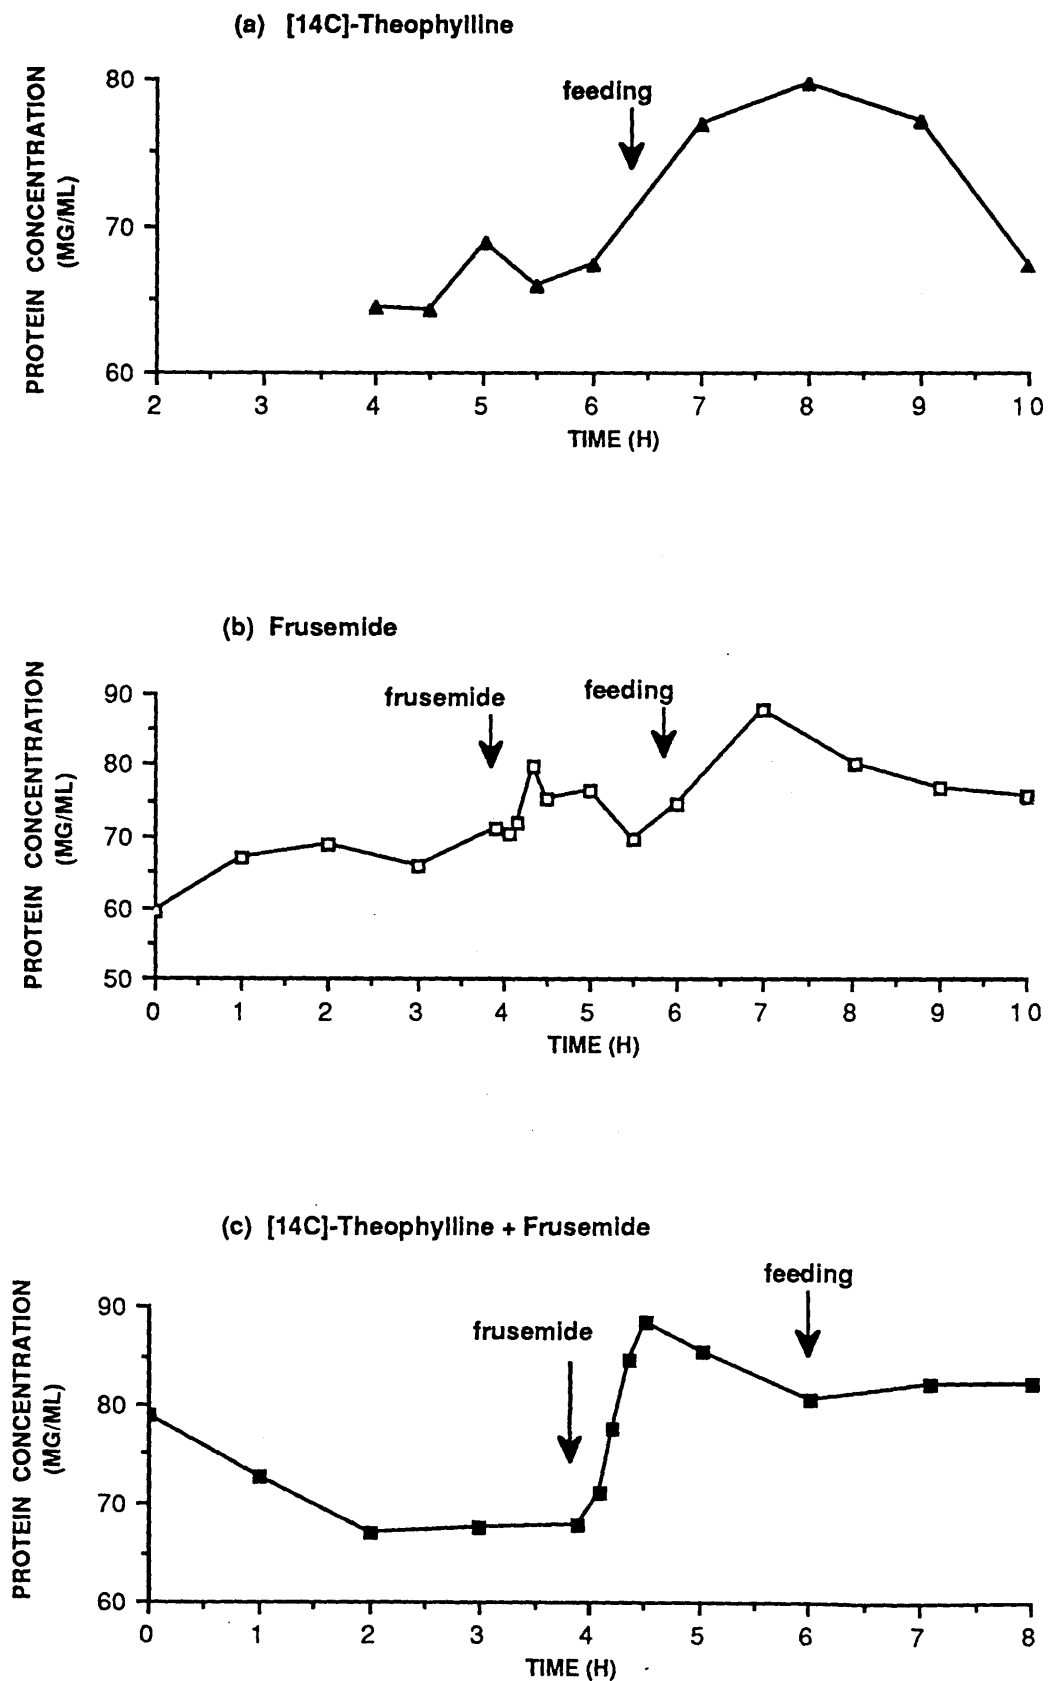 (a) [14C]-Theophylline
PROTEIN CONCENTRATION
(MG/ML)
80
70
60
feeding
2 3 4 5 6 7 8 9 10
TIME (H)
(b) Frusemide
PROTEIN CONCENTRATION
(MG/ML)
90
80
70
60
50
frusemide
feeding
0 1 2 3 4 5 6 7 8 9 10
TIME (H)
(c) [14C]-Theophylline + Frusemide
PROTEIN CONCENTRATION
(MG/ML)
90
80
70
60
feeding
frusemide
0 1 2 3 4 5 6 7 8
TIME (H)